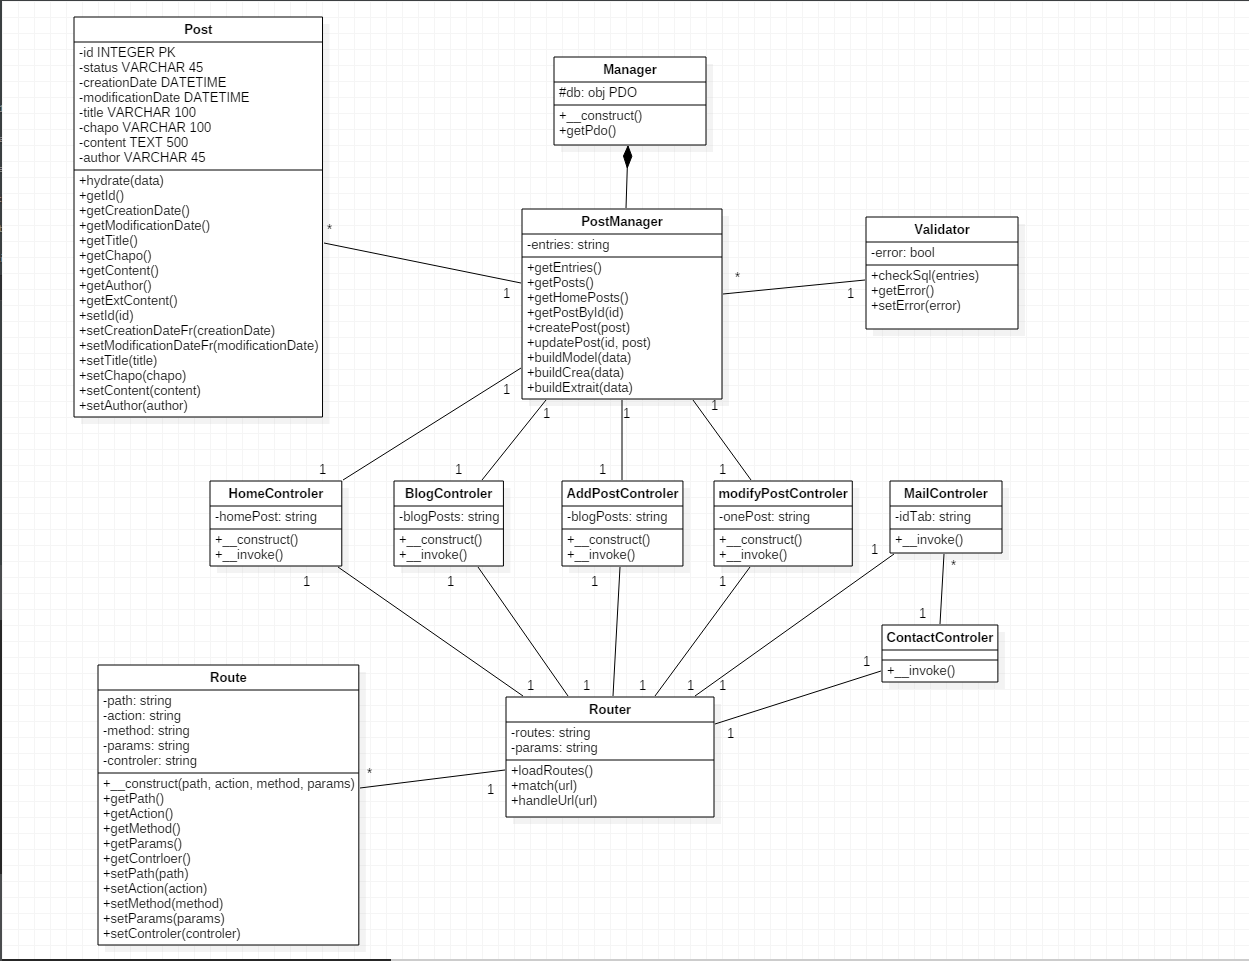 Post
-id INTEGER PK
-status VARCHAR 45
-creationDate DATETIME
-modificationDate DATETIME
-title VARCHAR 100
-chapo VARCHAR 100
-content TEXT 500
-author VARCHAR 45
+hydrate(data)
+getId()
+getCreationDate()
+getModificationDate()
+getTitle()
+getChapo()
+getContent()
+getAuthor()
+getExtContent()
+setId(id)
+setCreationDateFr(creationDate)
+setModificationDateFr(modificationDate)
+setTitle(title)
+setChapo(chapo)
+setContent(content)
+setAuthor(author)
Manager
#db: obj PDO
+__construct()
+getPdo()
*
1
PostManager
-entries: string
+getEntries()
+getPosts()
+getHomePosts()
+getPostById(id)
+createPost(post)
+updatePost(id, post)
+buildModel(data)
+buildCrea(data)
+buildExtrait(data)
*
1
Validator
-error: bool
+checkSql(entries)
+getError()
+setError(error)
1
1
1
1
1
1
1
1
HomeControler
-homePost: string
+__construct()
+__invoke()
BlogControler
-blogPosts: string
+__construct()
+__invoke()
AddPostControler
-blogPosts: string
+__construct()
+__invoke()
modifyPostControler
-onePost: string
+__construct()
+__invoke()
MailControler
-idTab: string
+__invoke()
1
1
1
1
1
*
1
ContactControler
+__invoke()
1
1
1
1
1
1
1
Router
-routes: string
-params: string
+loadRoutes()
+match(url)
+handleUrl(url)
*
1
Route
-path: string
-action: string
-method: string
-params: string
-controler: string
+__construct(path, action, method, params)
+getPath()
+getAction()
+getMethod()
+getParams()
+getContrloer()
+setPath(path)
+setAction(action)
+setMethod(method)
+setParams(params)
+setControler(controler)